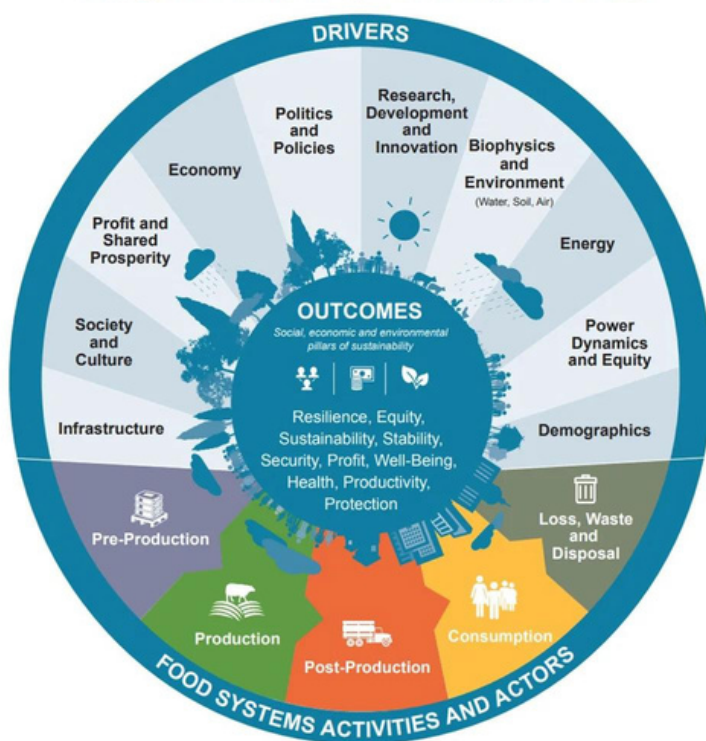 DRIVERS
Infrastructure
Society
and
Culture
Profit and
Shared
Prosperity
Economy
Politics
and
Policies
Research,
Development
and
Innovation
Biophysics
and
Environment
(Water, Soil, Air)
Energy
Power
Dynamics
and Equity
Demographics
OUTCOMES
Social, economic and environmental
pillars of sustainability
Resilience, Equity,
Sustainability, Stability,
Security, Profit, Well-Being,
Health, Productivity,
Protection
Pre-Production
Production
Post-Production
Consumption
Loss, Waste
and
Disposal
FOOD SYSTEMS ACTIVITIES AND ACTORS